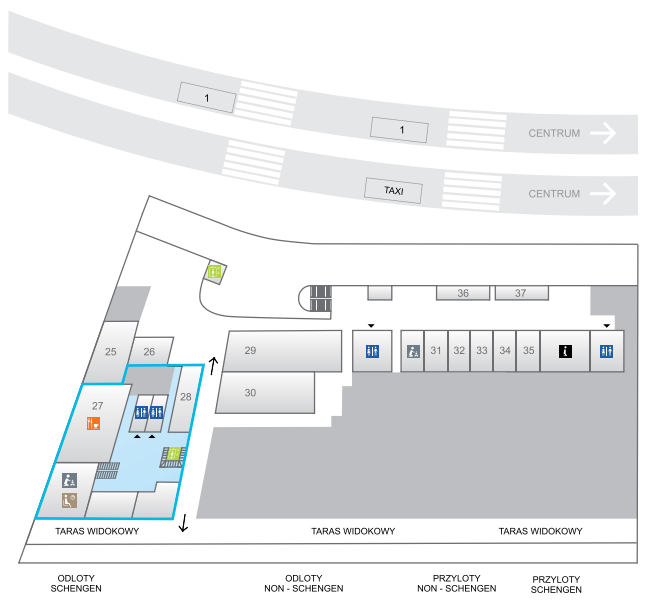 1
1
CENTRUM
TAXI
CENTRUM
36
37
25
26
29
31
32
33
34
35
30
28
27
TARAS WIDOKOWY
TARAS WIDOKOWY
TARAS WIDOKOWY
ODLOTY
SCHENGEN
ODLOTY
NON - SCHENGEN
PRZYLOTY
NON - SCHENGEN
PRZYLOTY
SCHENGEN